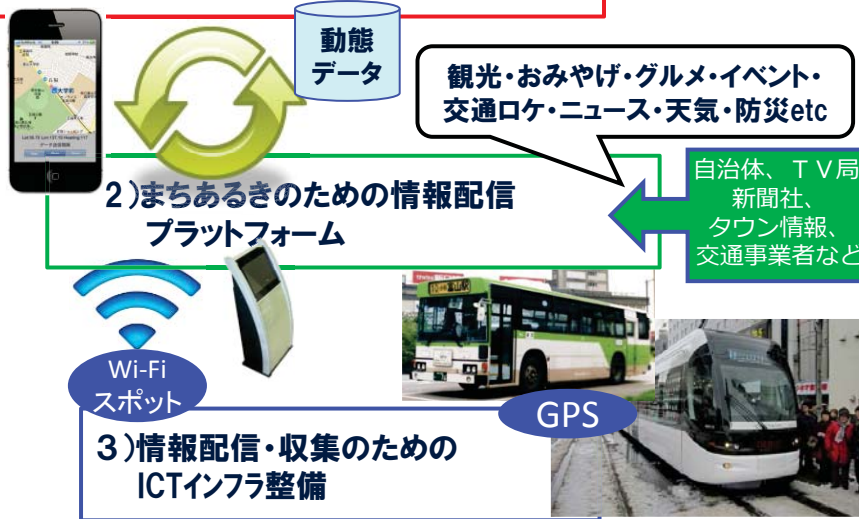 動態
データ
観光・おみやげ・グルメ・イベント・
交通ロケ・ニュース・天気・防災etc
2)まちあるきのための情報配信
プラットフォーム
自治体、TV局
新聞社、
タウン情報、
交通事業者など
Wi-Fi
スポット
GPS
3)情報配信・収集のための
ICTインフラ整備